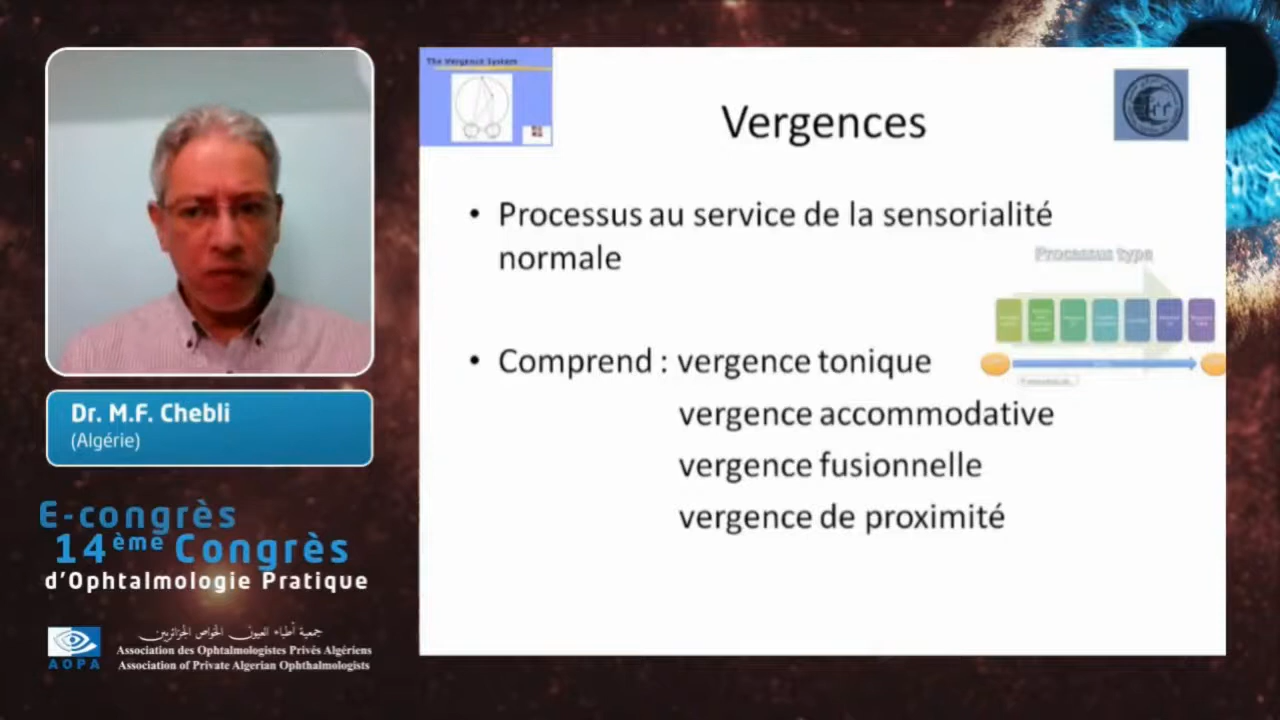 The Vergence System
Vergences
• Processus au service de la sensorialité
normale
Processus type
• Comprend : vergence tonique
vergence accommodative
vergence fusionnelle
vergence de proximité
Dr. M.F. Chebli
(Algérie)
E-congrès
14ème Congrès
d'Ophtalmologie Pratique
جمعية أطباء العيون الخواص الجزائريين
Association des Ophtalmologistes Privés Algériens
Association of Private Algerian Ophthalmologists
AOPA